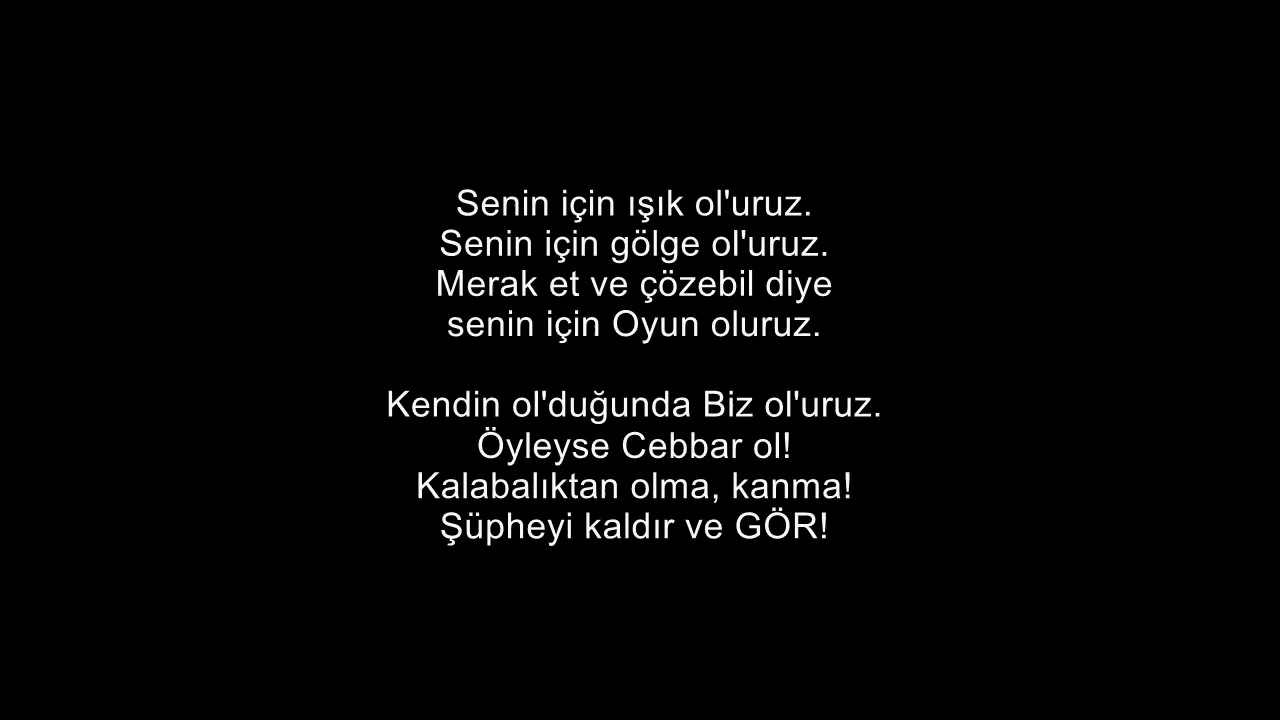 Senin için ışık ol'uruz.
Senin için gölge ol'uruz.
Merak et ve çözebil diye
senin için Oyun oluruz.
Kendin ol'duğunda Biz ol'uruz.
Öyleyse Cebbar ol!
Kalabalıktan olma, kanma!
Şüpheyi kaldır ve GÖR!